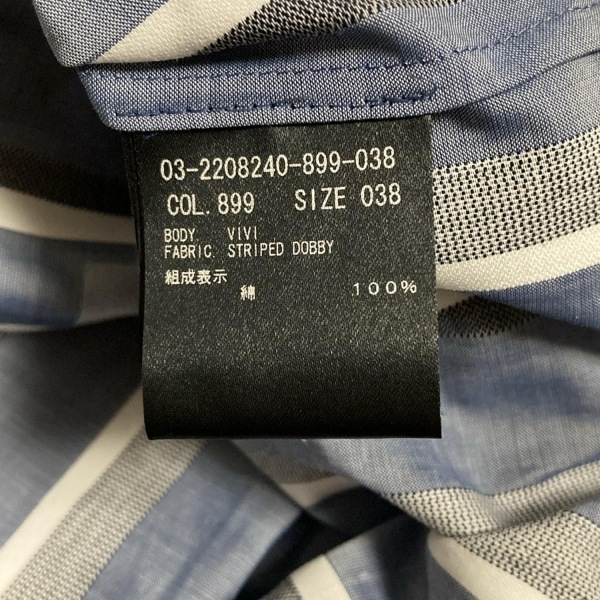 03-2208240-899-038
COL. 899 SIZE 038
BODY VIVI
FABRIC STRIPED DOBBY
組成表示
綿 100%